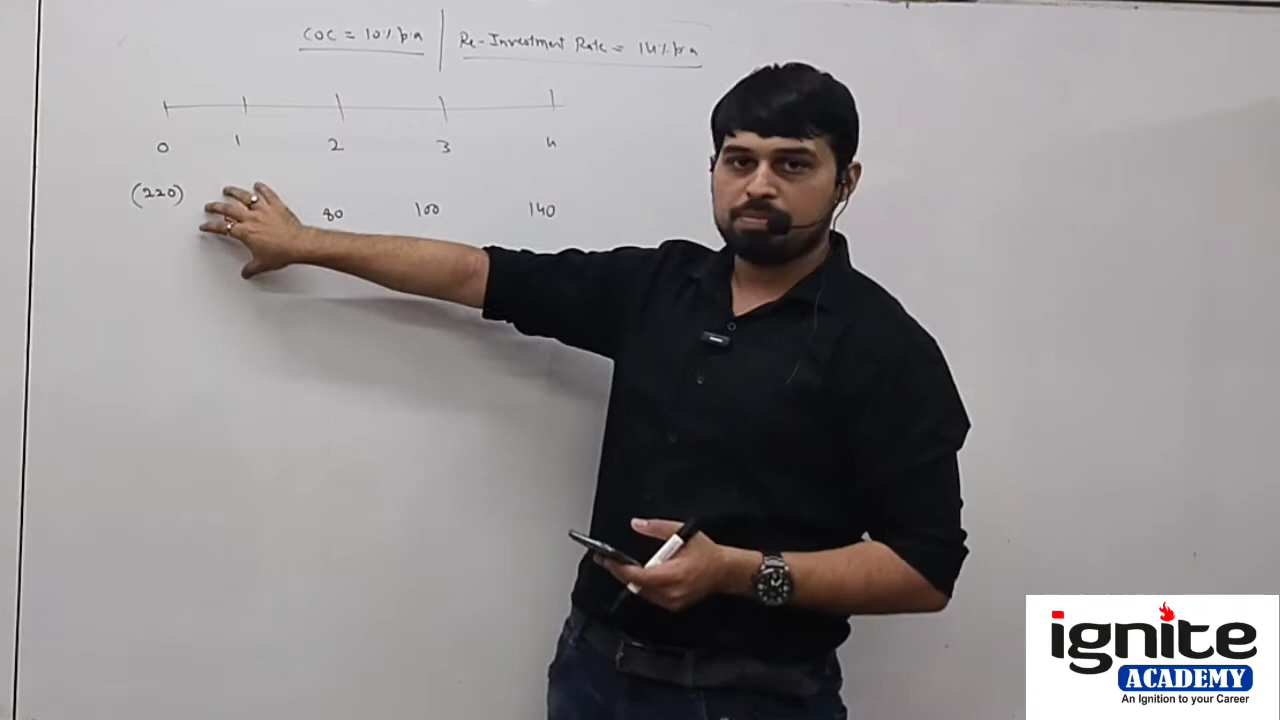 COC = 10% p.a | Re-Investment Rate = 14% p.a
0 1 2 3 4
(220) 80 100 140
ignite
ACADEMY
An Ignition to your Career